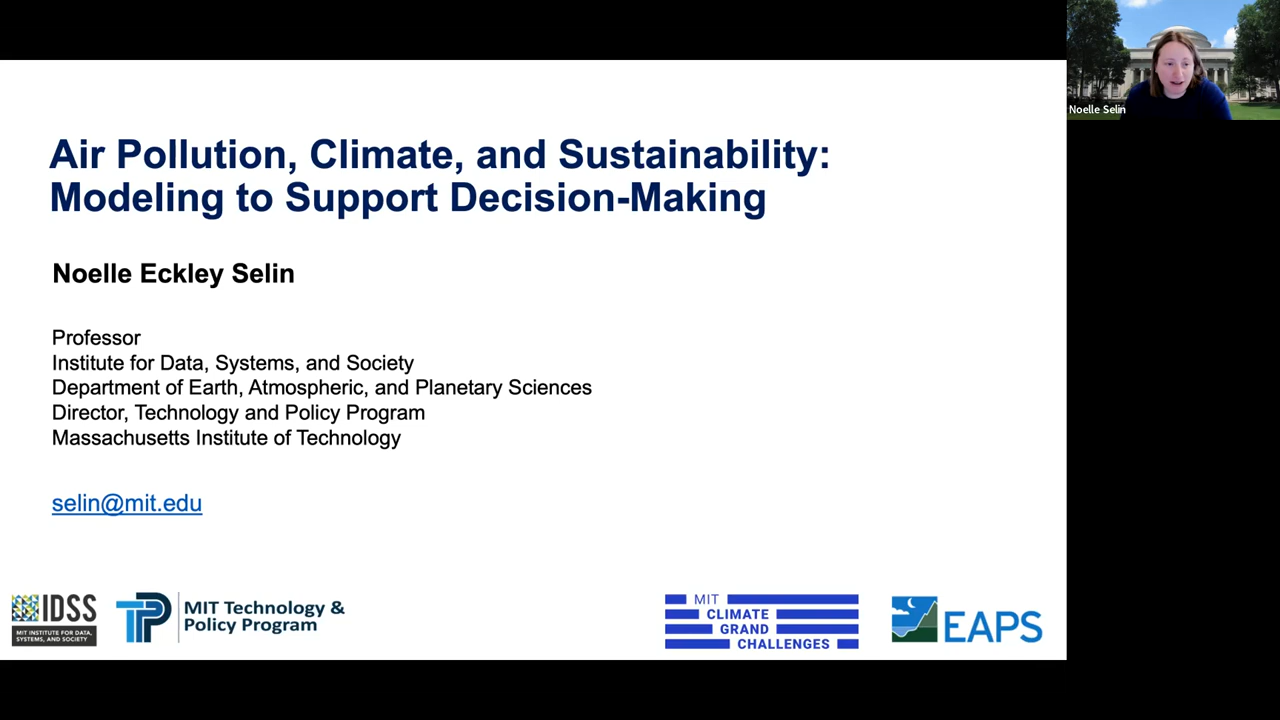 Air Pollution, Climate, and Sustainability:
Modeling to Support Decision-Making
Noelle Eckley Selin
Professor
Institute for Data, Systems, and Society
Department of Earth, Atmospheric, and Planetary Sciences
Director, Technology and Policy Program
Massachusetts Institute of Technology
selin@mit.edu
IDSS
MIT INSTITUTE FOR DATA,
SYSTEMS, AND SOCIETY
TP
MIT Technology &
Policy Program
MIT
CLIMATE
GRAND
CHALLENGES
EAPS
Noelle Selin